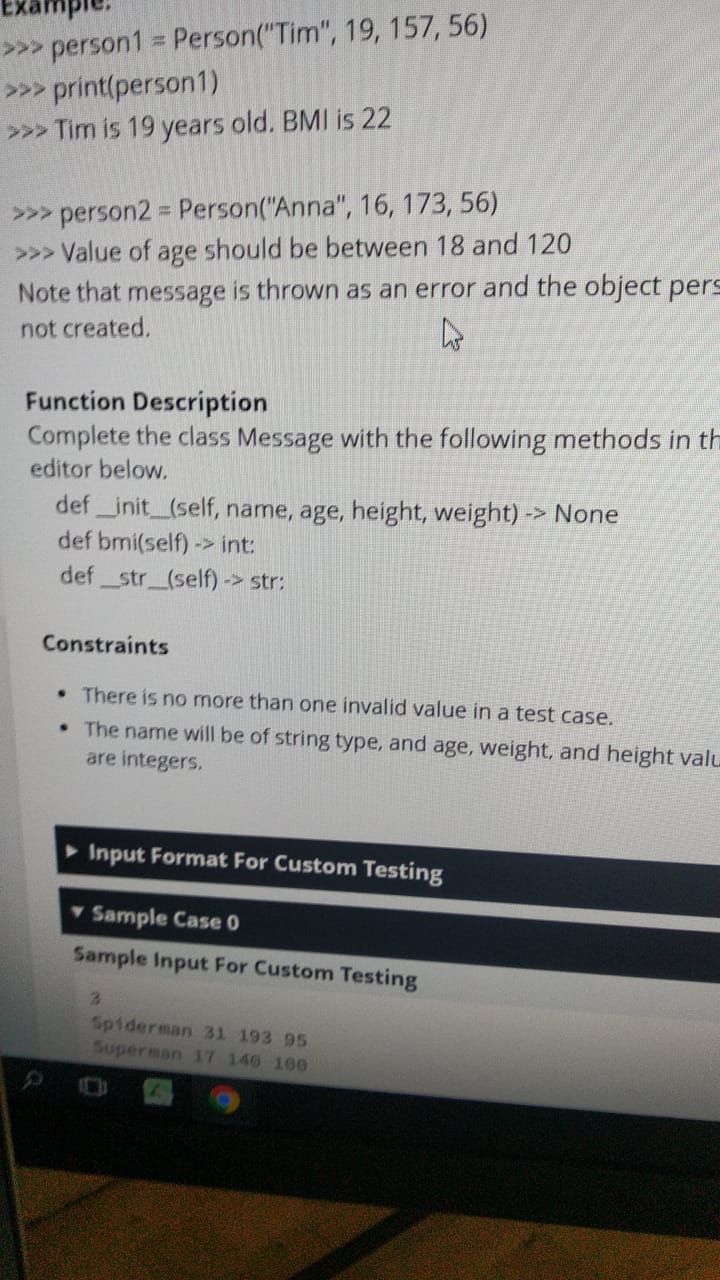 Example:
>>> person1 = Person("Tim", 19, 157, 56)
>>> print(person1)
>>> Tim is 19 years old. BMI is 22
>>> person2 = Person("Anna", 16, 173, 56)
>>> Value of age should be between 18 and 120
Note that message is thrown as an error and the object pers
not created.
Function Description
Complete the class Message with the following methods in th
editor below.
def __init__(self, name, age, height, weight) -> None
def bmi(self) -> int:
def __str__(self) -> str:
Constraints
• There is no more than one invalid value in a test case.
• The name will be of string type, and age, weight, and height valu
are integers.
▶ Input Format For Custom Testing
▼ Sample Case 0
Sample Input For Custom Testing
3
Spiderman 31 193 95
Superman 17 140 100